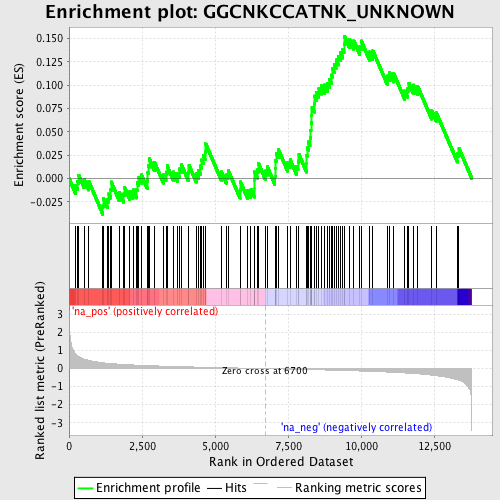 Enrichment plot: GGCNKCCATNK_UNKNOWN
Enrichment score (ES)
0.150
0.125
0.100
0.075
0.050
0.025
0.000
-0.025
'na_pos' (positively correlated)
Ranked list metric (PreRanked)
3
2
1
0
-1
-2
-3
Zero cross at 6700
'na_neg' (negatively correlated)
0
2,500
5,000
7,500
10,000
12,500
Rank in Ordered Dataset
Enrichment profile
Hits
Ranking metric scores